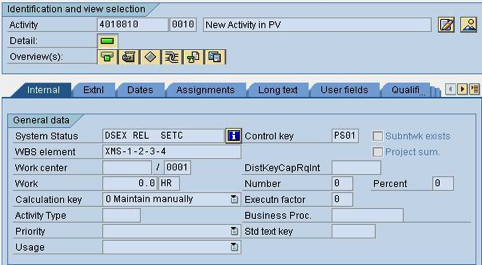 Identification and view selection
Activity 4018810 0010 New Activity in PV
Detail:
Overview(s):
Internal Extnl Dates Assignments Long text User fields Qualifi...
General data
System Status DSEX REL SETC Control key PS01 Subntwk exists
WBS element XMS-1-2-3-4 Project sum.
Work center / 0001 DistKeyCapRqInt
Work 0.0 HR Number 0 Percent 0
Calculation key 0 Maintain manually Executn factor 0
Activity Type Business Proc.
Priority Std text key
Usage